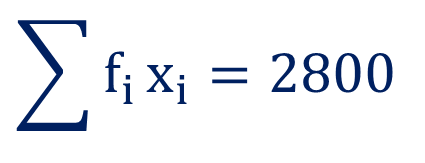 ∑ fᵢ xᵢ = 2800